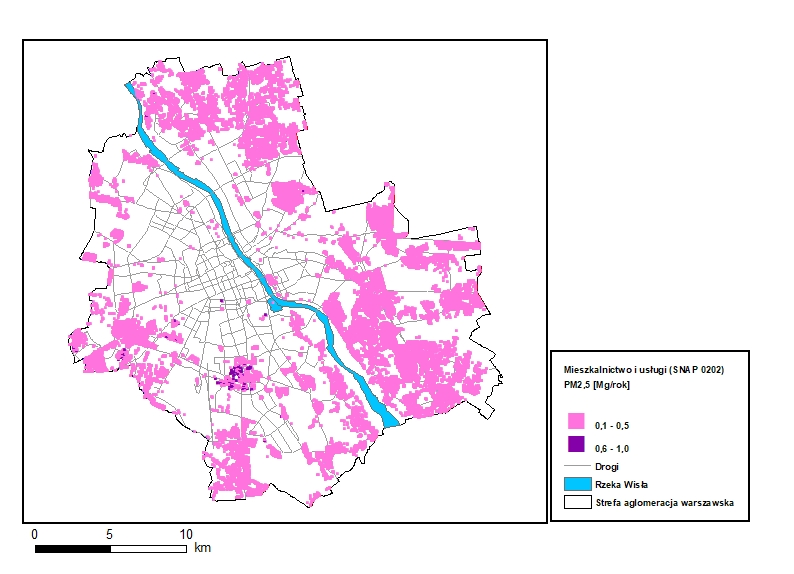 Mieszkalnictwo i usługi (SNAP 0202)
PM2,5 [Mg/rok]
0,1 - 0,5
0,6 - 1,0
Drogi
Rzeka Wisła
Strefa aglomeracja warszawska
0 5 10
km